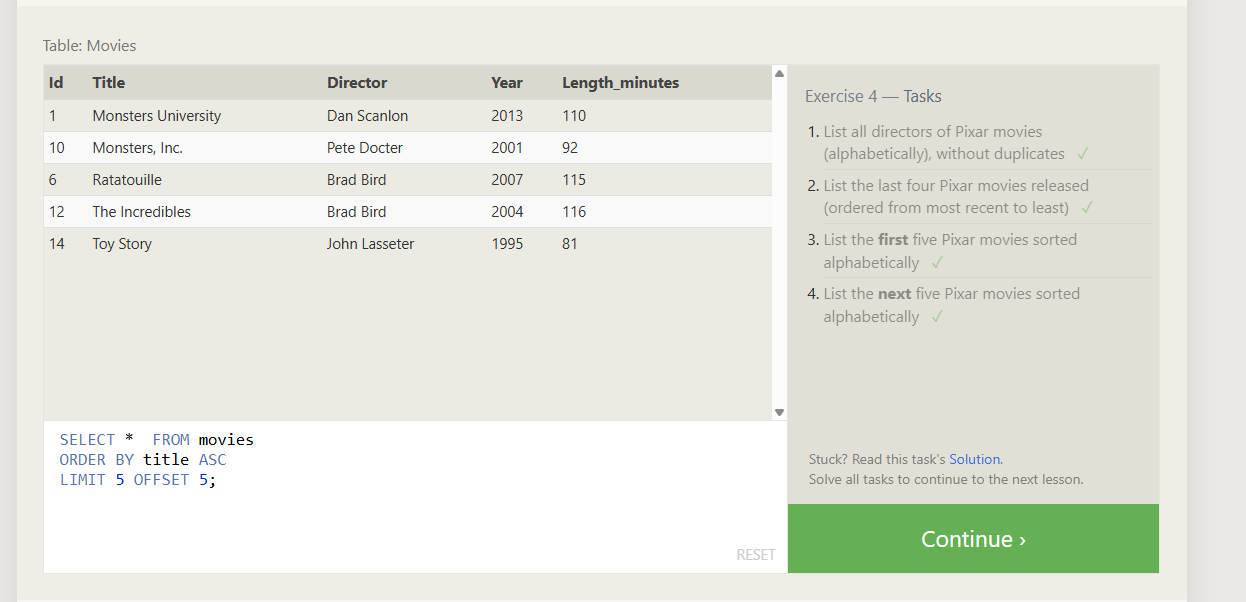 Table: Movies
Id Title Director Year Length_minutes
1 Monsters University Dan Scanlon 2013 110
10 Monsters, Inc. Pete Docter 2001 92
6 Ratatouille Brad Bird 2007 115
12 The Incredibles Brad Bird 2004 116
14 Toy Story John Lasseter 1995 81
SELECT *  FROM movies
ORDER BY title ASC
LIMIT 5 OFFSET 5;
RESET
Exercise 4 — Tasks
1. List all directors of Pixar movies
(alphabetically), without duplicates ✓
2. List the last four Pixar movies released
(ordered from most recent to least) ✓
3. List the first five Pixar movies sorted
alphabetically ✓
4. List the next five Pixar movies sorted
alphabetically ✓
Stuck? Read this task's Solution.
Solve all tasks to continue to the next lesson.
Continue ›